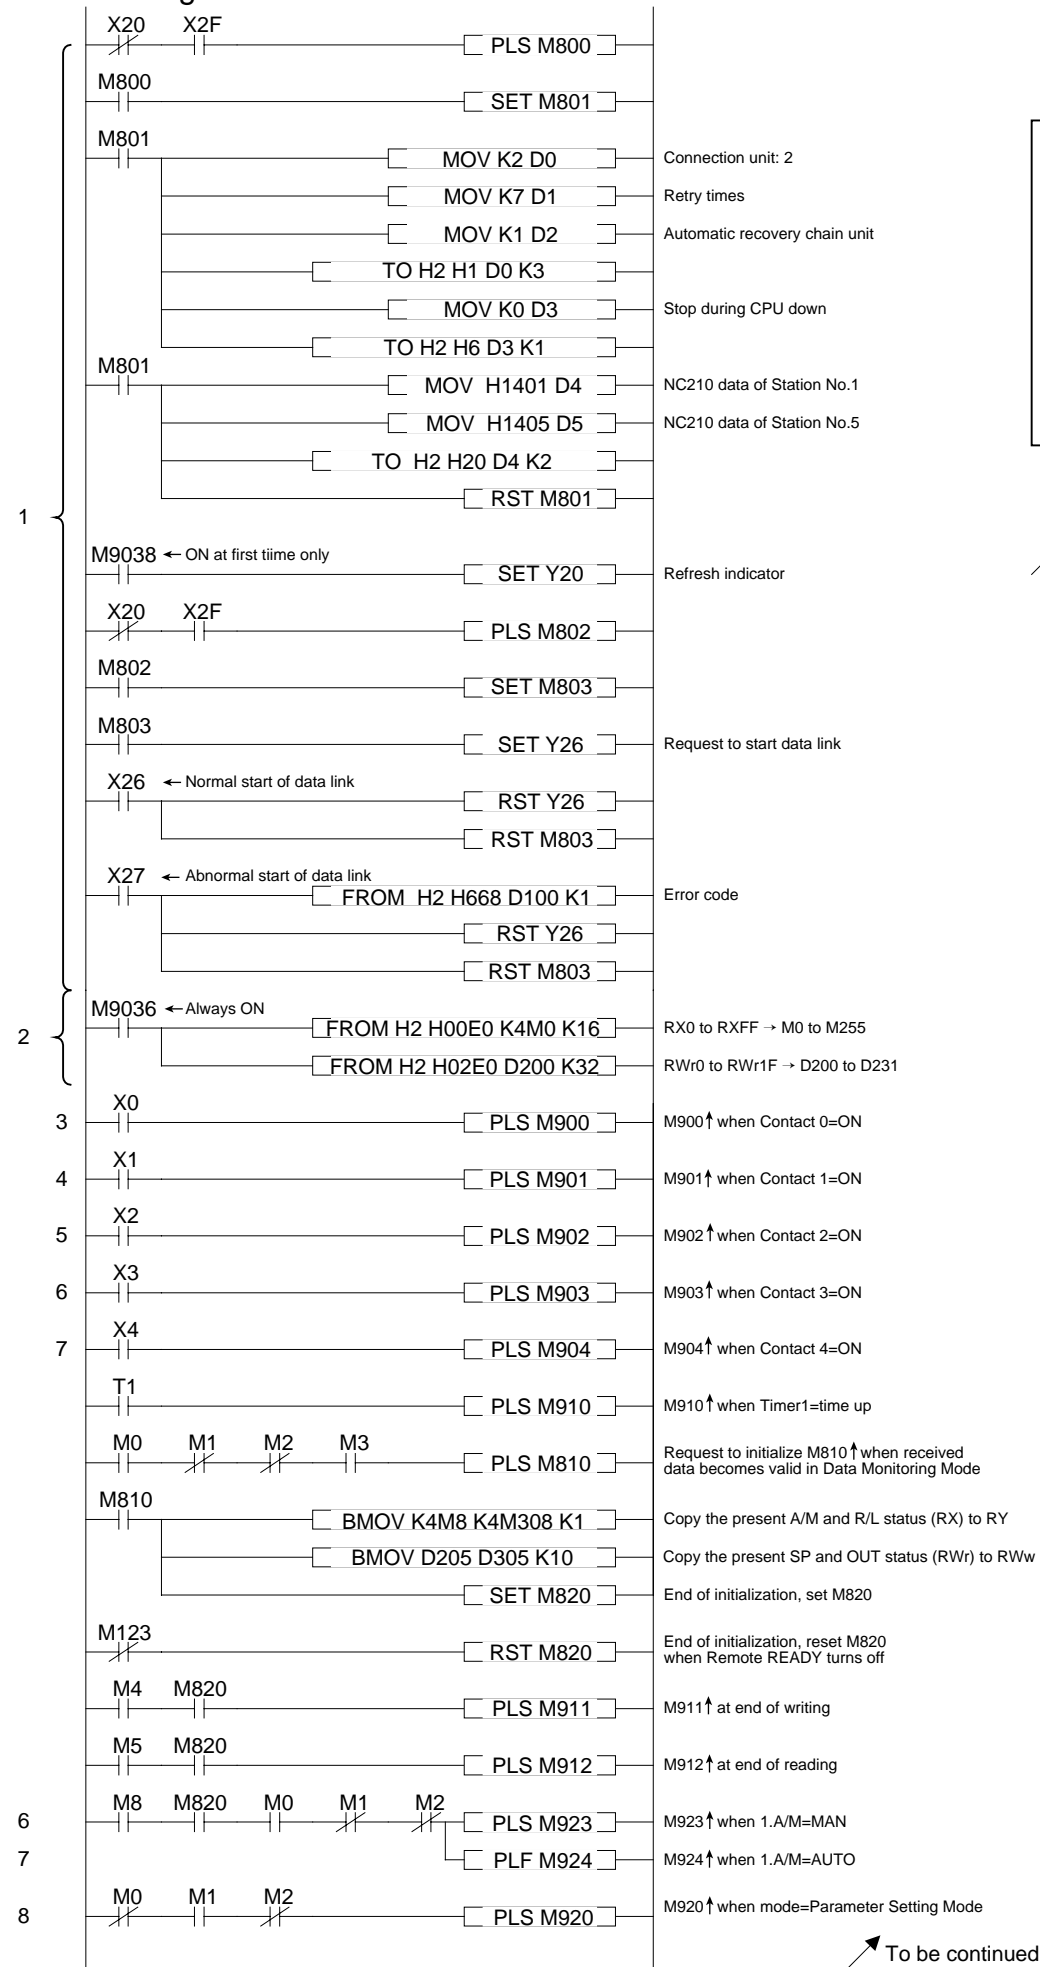 X20 X2F
PLS M800
M800
SET M801
M801
MOV K2 D0 Connection unit: 2
MOV K7 D1 Retry times
MOV K1 D2 Automatic recovery chain unit
TO H2 H1 D0 K3
MOV K0 D3 Stop during CPU down
TO H2 H6 D3 K1
M801
MOV H1401 D4 NC210 data of Station No.1
MOV H1405 D5 NC210 data of Station No.5
TO H2 H20 D4 K2
RST M801
1
M9038 ← ON at first tiime only
SET Y20 Refresh indicator
X20 X2F
PLS M802
M802
SET M803
M803
SET Y26 Request to start data link
X26 ← Normal start of data link
RST Y26
RST M803
X27 ← Abnormal start of data link
FROM H2 H668 D100 K1 Error code
RST Y26
RST M803
M9036 ← Always ON
2 FROM H2 H00E0 K4M0 K16 RX0 to RXFF → M0 to M255
FROM H2 H02E0 D200 K32 RWr0 to RWr1F → D200 to D231
X0
3 PLS M900 M900↑ when Contact 0=ON
X1
4 PLS M901 M901↑ when Contact 1=ON
X2
5 PLS M902 M902↑ when Contact 2=ON
X3
6 PLS M903 M903↑ when Contact 3=ON
X4
7 PLS M904 M904↑ when Contact 4=ON
T1
PLS M910 M910↑ when Timer1=time up
M0 M1 M2 M3
PLS M810 Request to initialize M810↑ when received
data becomes valid in Data Monitoring Mode
M810
BMOV K4M8 K4M308 K1 Copy the present A/M and R/L status (RX) to RY
BMOV D205 D305 K10 Copy the present SP and OUT status (RWr) to RWw
SET M820 End of initialization, set M820
M123
RST M820 End of initialization, reset M820
when Remote READY turns off
M4 M820
PLS M911 M911↑ at end of writing
M5 M820
PLS M912 M912↑ at end of reading
M8 M820 M0 M1 M2
6 PLS M923 M923↑ when 1.A/M=MAN
7 PLF M924 M924↑ when 1.A/M=AUTO
M0 M1 M2
8 PLS M920 M920↑ when mode=Parameter Setting Mode
To be continued